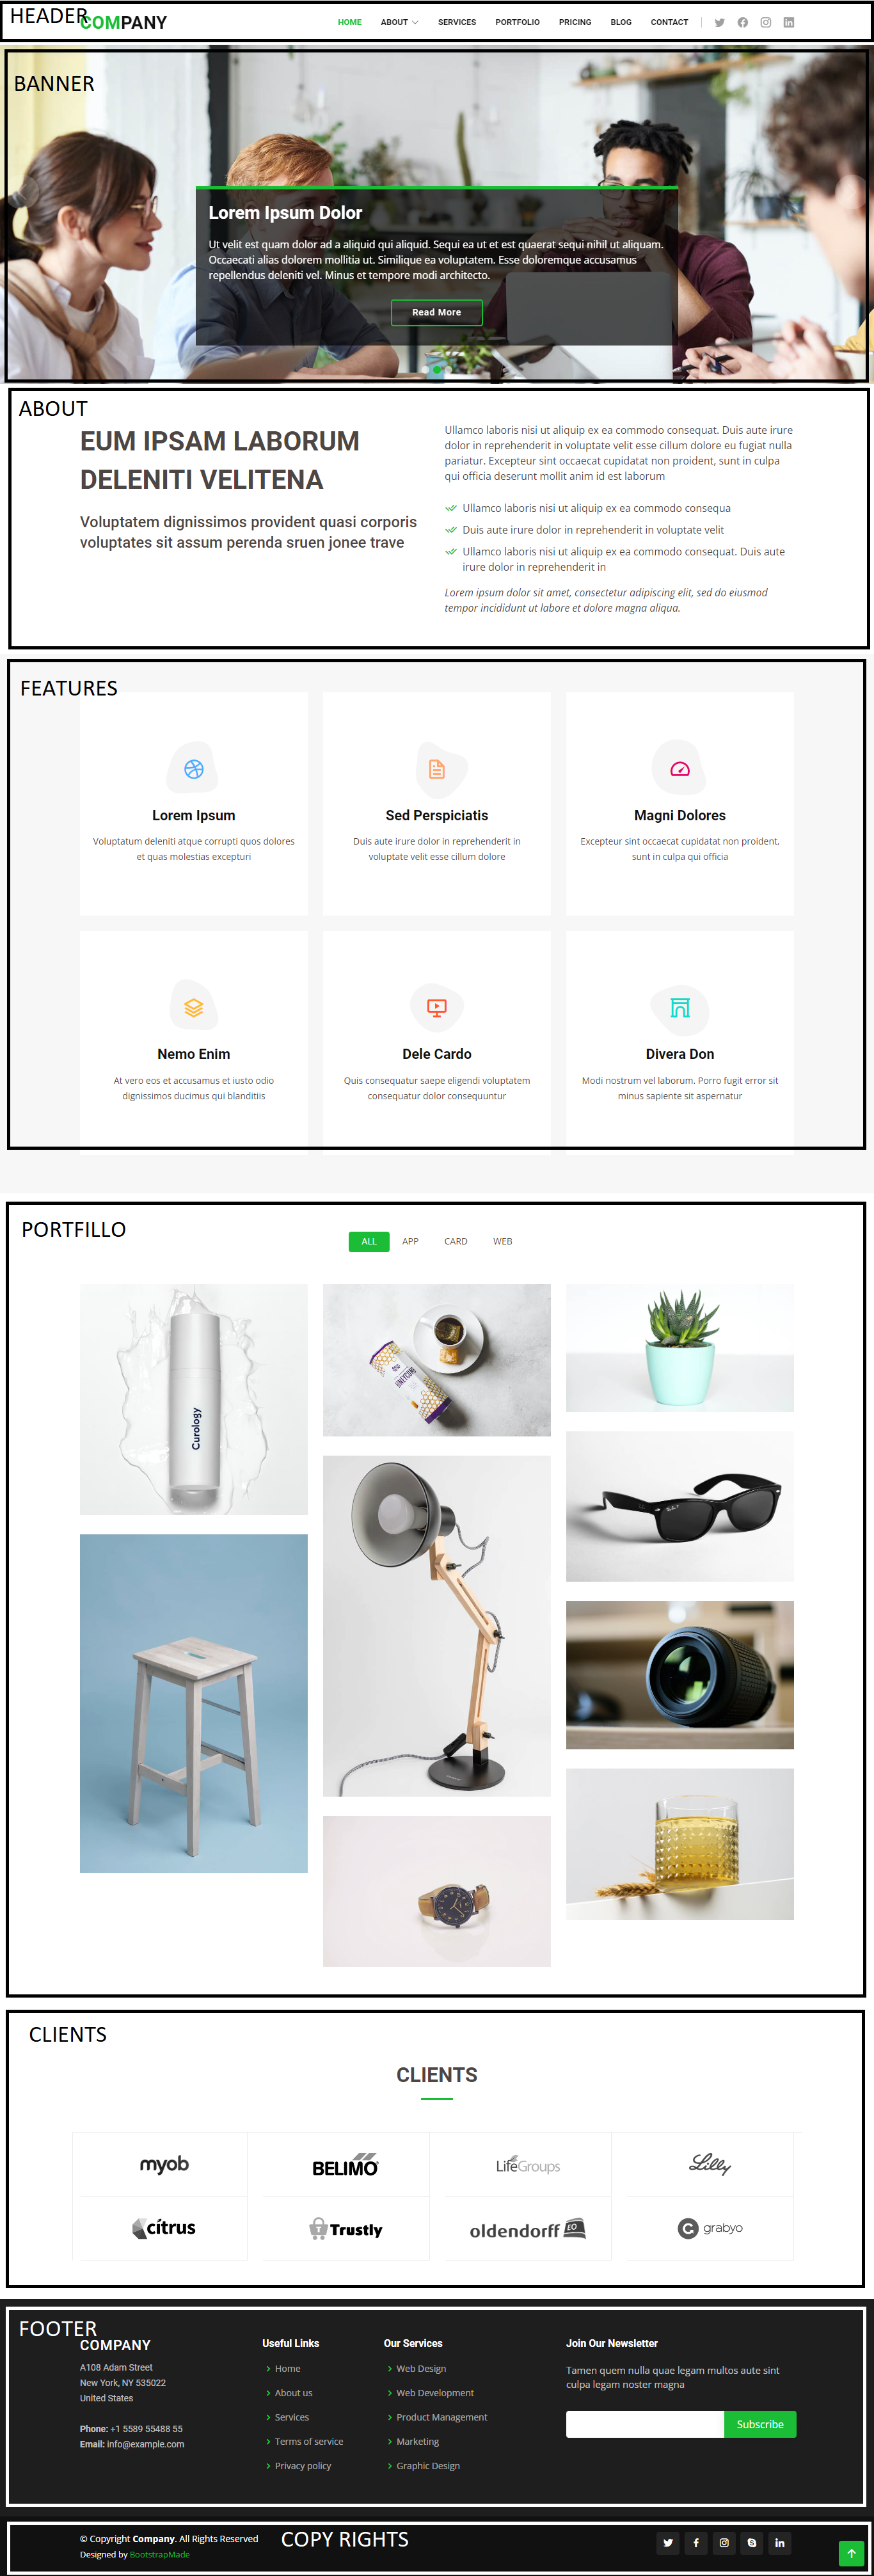 HEADER
COMPANY
HOME ABOUT SERVICES PORTFOLIO PRICING BLOG CONTACT
BANNER
Lorem Ipsum Dolor
Ut velit est quam dolor ad a aliquid qui aliquid. Sequi ea ut et est quaerat sequi nihil ut aliquam.
Occaecati alias dolorem mollitia ut. Similique ea voluptatem. Esse doloremque accusamus
repellendus deleniti vel. Minus et tempore modi architecto.
Read More
ABOUT
EUM IPSAM LABORUM
DELENITI VELITENA
Voluptatem dignissimos provident quasi corporis
voluptates sit assum perenda sruen jonee trave
Ullamco laboris nisi ut aliquip ex ea commodo consequat. Duis aute irure
dolor in reprehenderit in voluptate velit esse cillum dolore eu fugiat nulla
pariatur. Excepteur sint occaecat cupidatat non proident, sunt in culpa
qui officia deserunt mollit anim id est laborum
Ullamco laboris nisi ut aliquip ex ea commodo consequa
Duis aute irure dolor in reprehenderit in voluptate velit
Ullamco laboris nisi ut aliquip ex ea commodo consequat. Duis aute
irure dolor in reprehenderit in
Lorem ipsum dolor sit amet, consectetur adipiscing elit, sed do eiusmod
tempor incididunt ut labore et dolore magna aliqua.
FEATURES
Lorem Ipsum
Voluptatum deleniti atque corrupti quos dolores
et quas molestias excepturi
Sed Perspiciatis
Duis aute irure dolor in reprehenderit in
voluptate velit esse cillum dolore
Magni Dolores
Excepteur sint occaecat cupidatat non proident,
sunt in culpa qui officia
Nemo Enim
At vero eos et accusamus et iusto odio
dignissimos ducimus qui blanditiis
Dele Cardo
Quis consequatur saepe eligendi voluptatem
consequatur dolor consequuntur
Divera Don
Modi nostrum vel laborum. Porro fugit error sit
minus sapiente sit aspernatur
PORTFILLO
ALL APP CARD WEB
Curology
CLIENTS
CLIENTS
myob
BELIMO
LifeGroups
Lilly
citrus
Trustly
oldendorff EO
grabyo
FOOTER
COMPANY
A108 Adam Street
New York, NY 535022
United States
Phone: +1 5589 55488 55
Email: info@example.com
Useful Links
Home
About us
Services
Terms of service
Privacy policy
Our Services
Web Design
Web Development
Product Management
Marketing
Graphic Design
Join Our Newsletter
Tamen quem nulla quae legam multos aute sint
culpa legam noster magna
Subscribe
© Copyright Company. All Rights Reserved
Designed by BootstrapMade
COPY RIGHTS